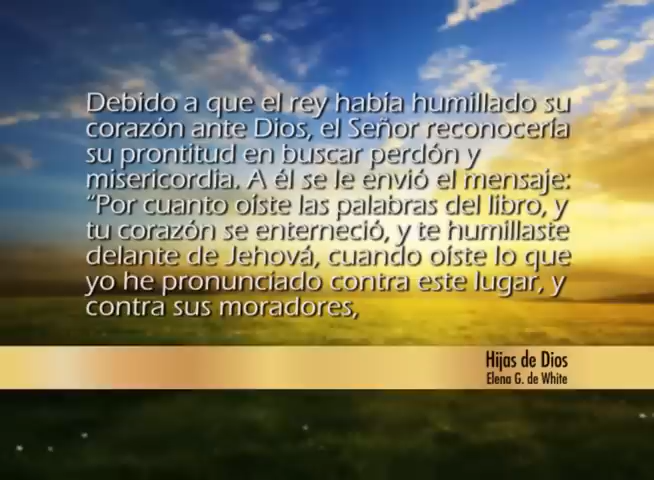 Debido a que el rey había humillado su
corazón ante Dios, el Señor reconocería
su prontitud en buscar perdón y
misericordia. A él se le envió el mensaje:
“Por cuanto oíste las palabras del libro, y
tu corazón se enterneció, y te humillaste
delante de Jehová, cuando oíste lo que
yo he pronunciado contra este lugar, y
contra sus moradores,
Hijas de Dios
Elena G. de White